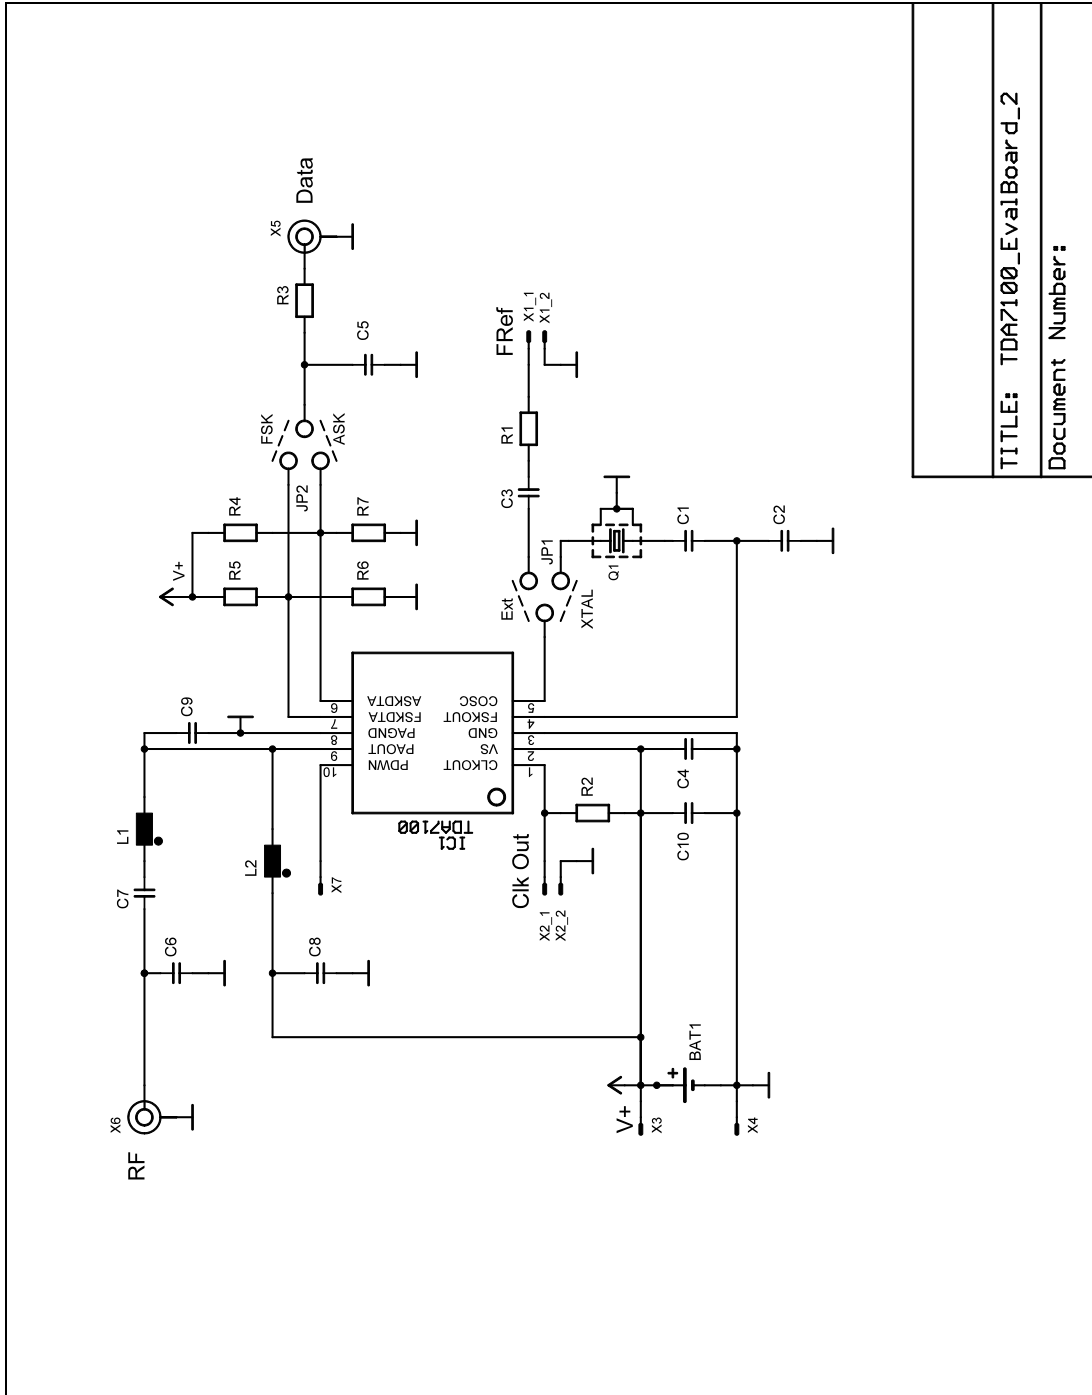 TITLE: TDA7100_EvalBoard_2
Document Number:
Data
X5
R3
C5
FSK
ASK
JP2
R4
R7
V+
R5
R6
FRef
X1_1
X1_2
R1
C3
JP1
Ext
XTAL
Q1
C1
C2
C9
6
7
8
9
10
ASKDTA
FSKDTA
PAGND
PAOUT
PDWN
COSC
FSKOUT
GND
VS
CLKOUT
5
4
3
2
1
IC1
TDA7100
L1
L2
C7
C6
C8
X7
Clk Out
X2_1
X2_2
R2
C4
C10
X6
RF
V+
X3
+
BAT1
X4